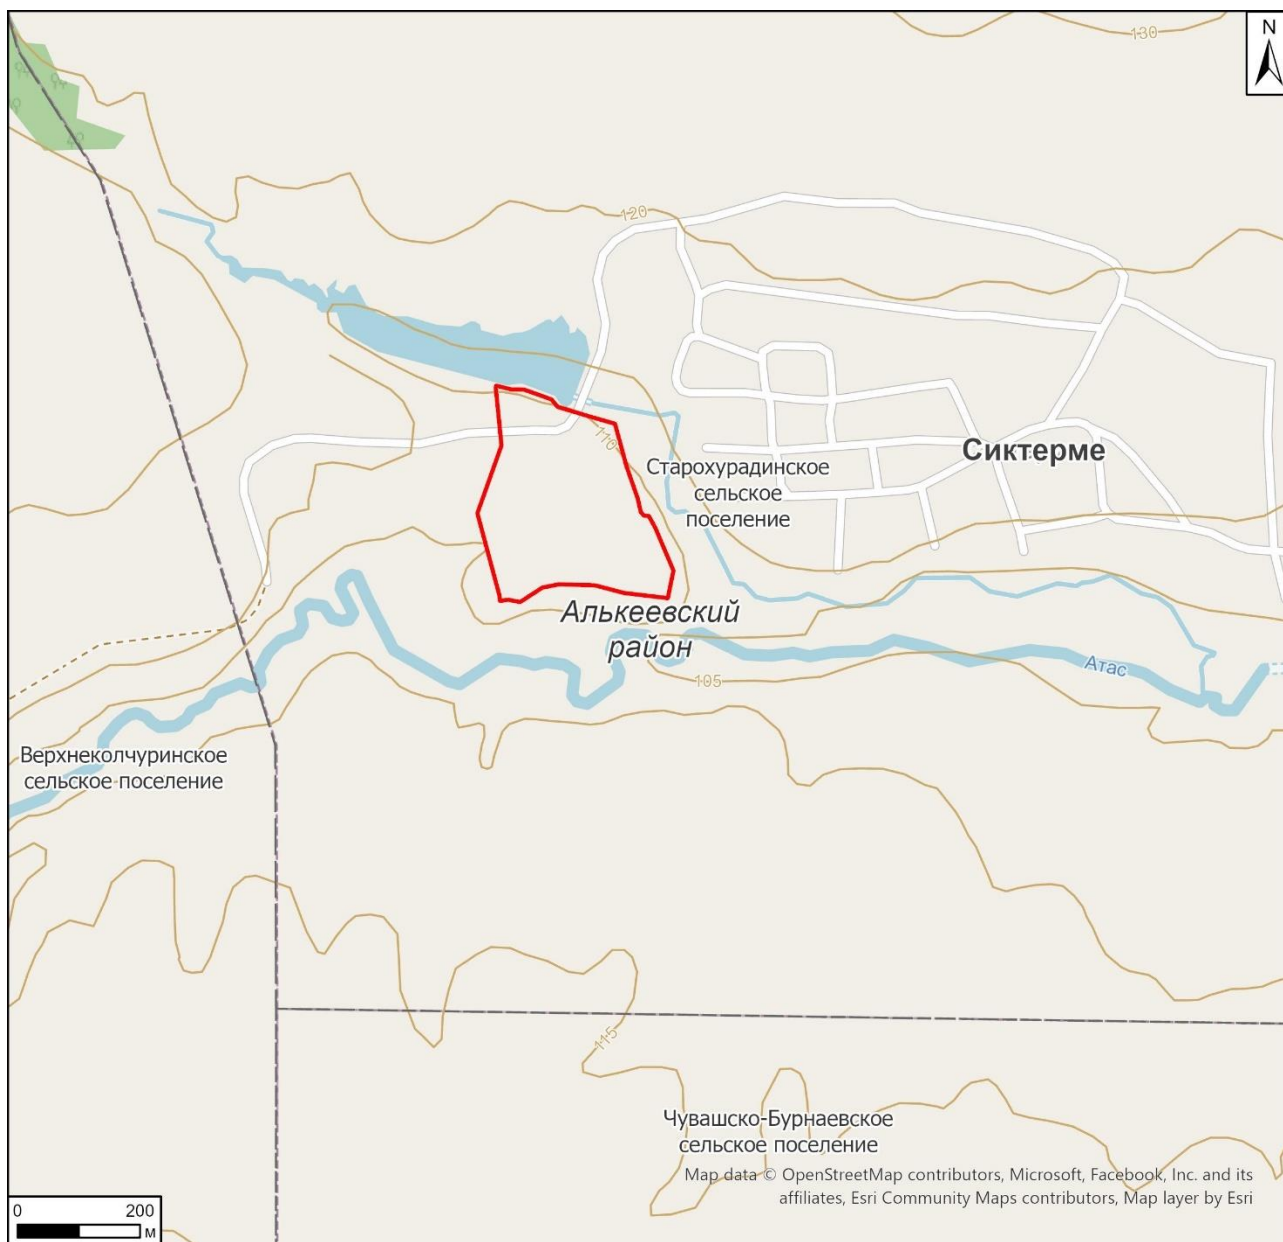 N
130
120
110
Старохурадинское
сельское
поселение
Сиктерме
Алькеевский
район
Атас
105
Верхнеколчуринское
сельское поселение
115
Чувашско-Бурнаевское
сельское поселение
Map data © OpenStreetMap contributors, Microsoft, Facebook, Inc. and its
affiliates, Esri Community Maps contributors, Map layer by Esri
0 200
м